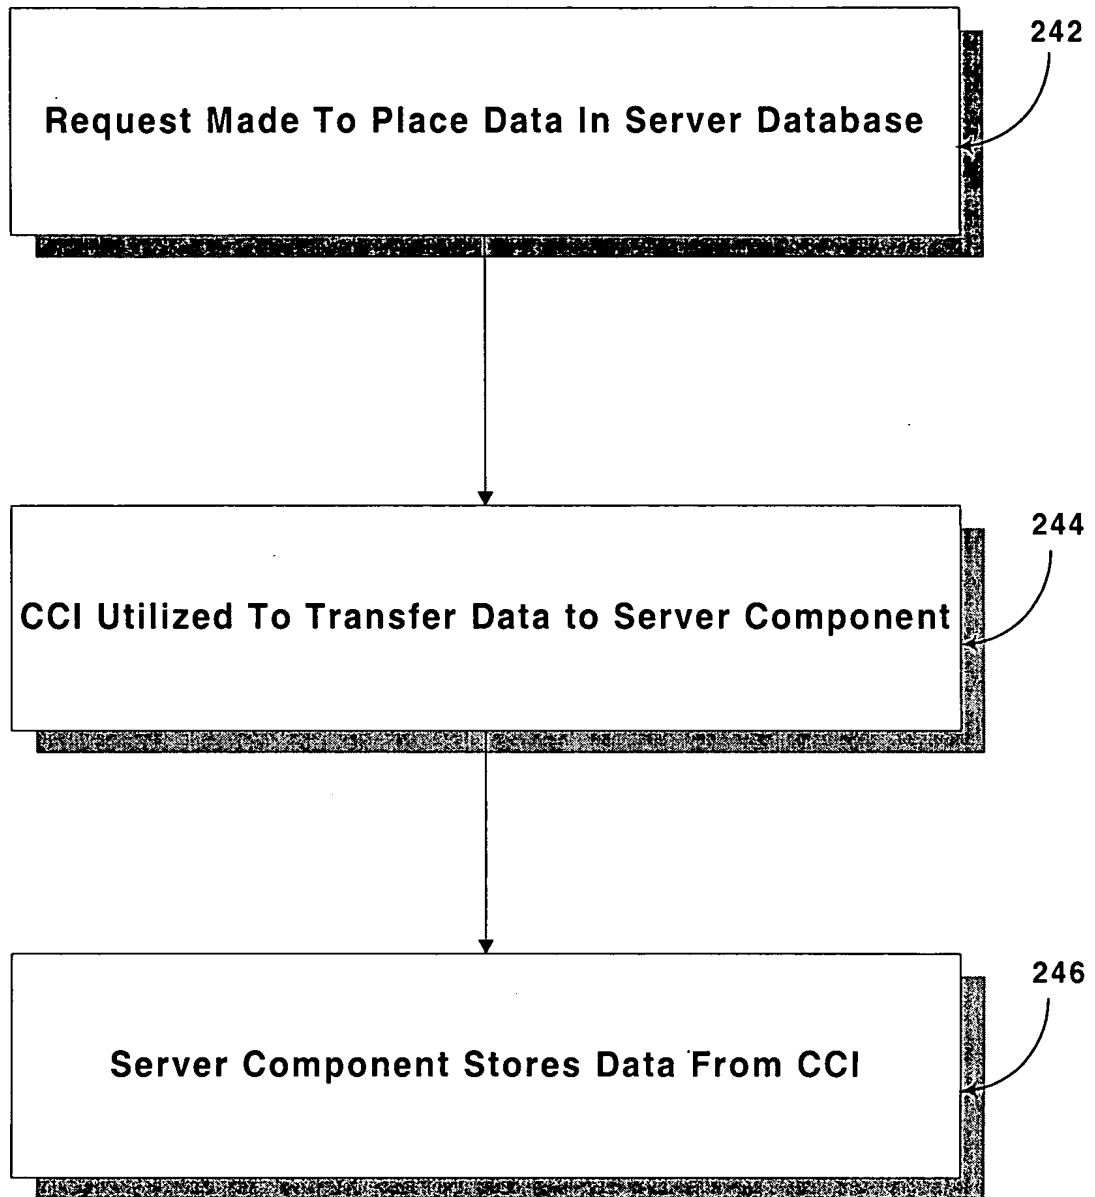 242
Request Made To Place Data In Server Database
244
CCI Utilized To Transfer Data to Server Component
246
Server Component Stores Data From CCI